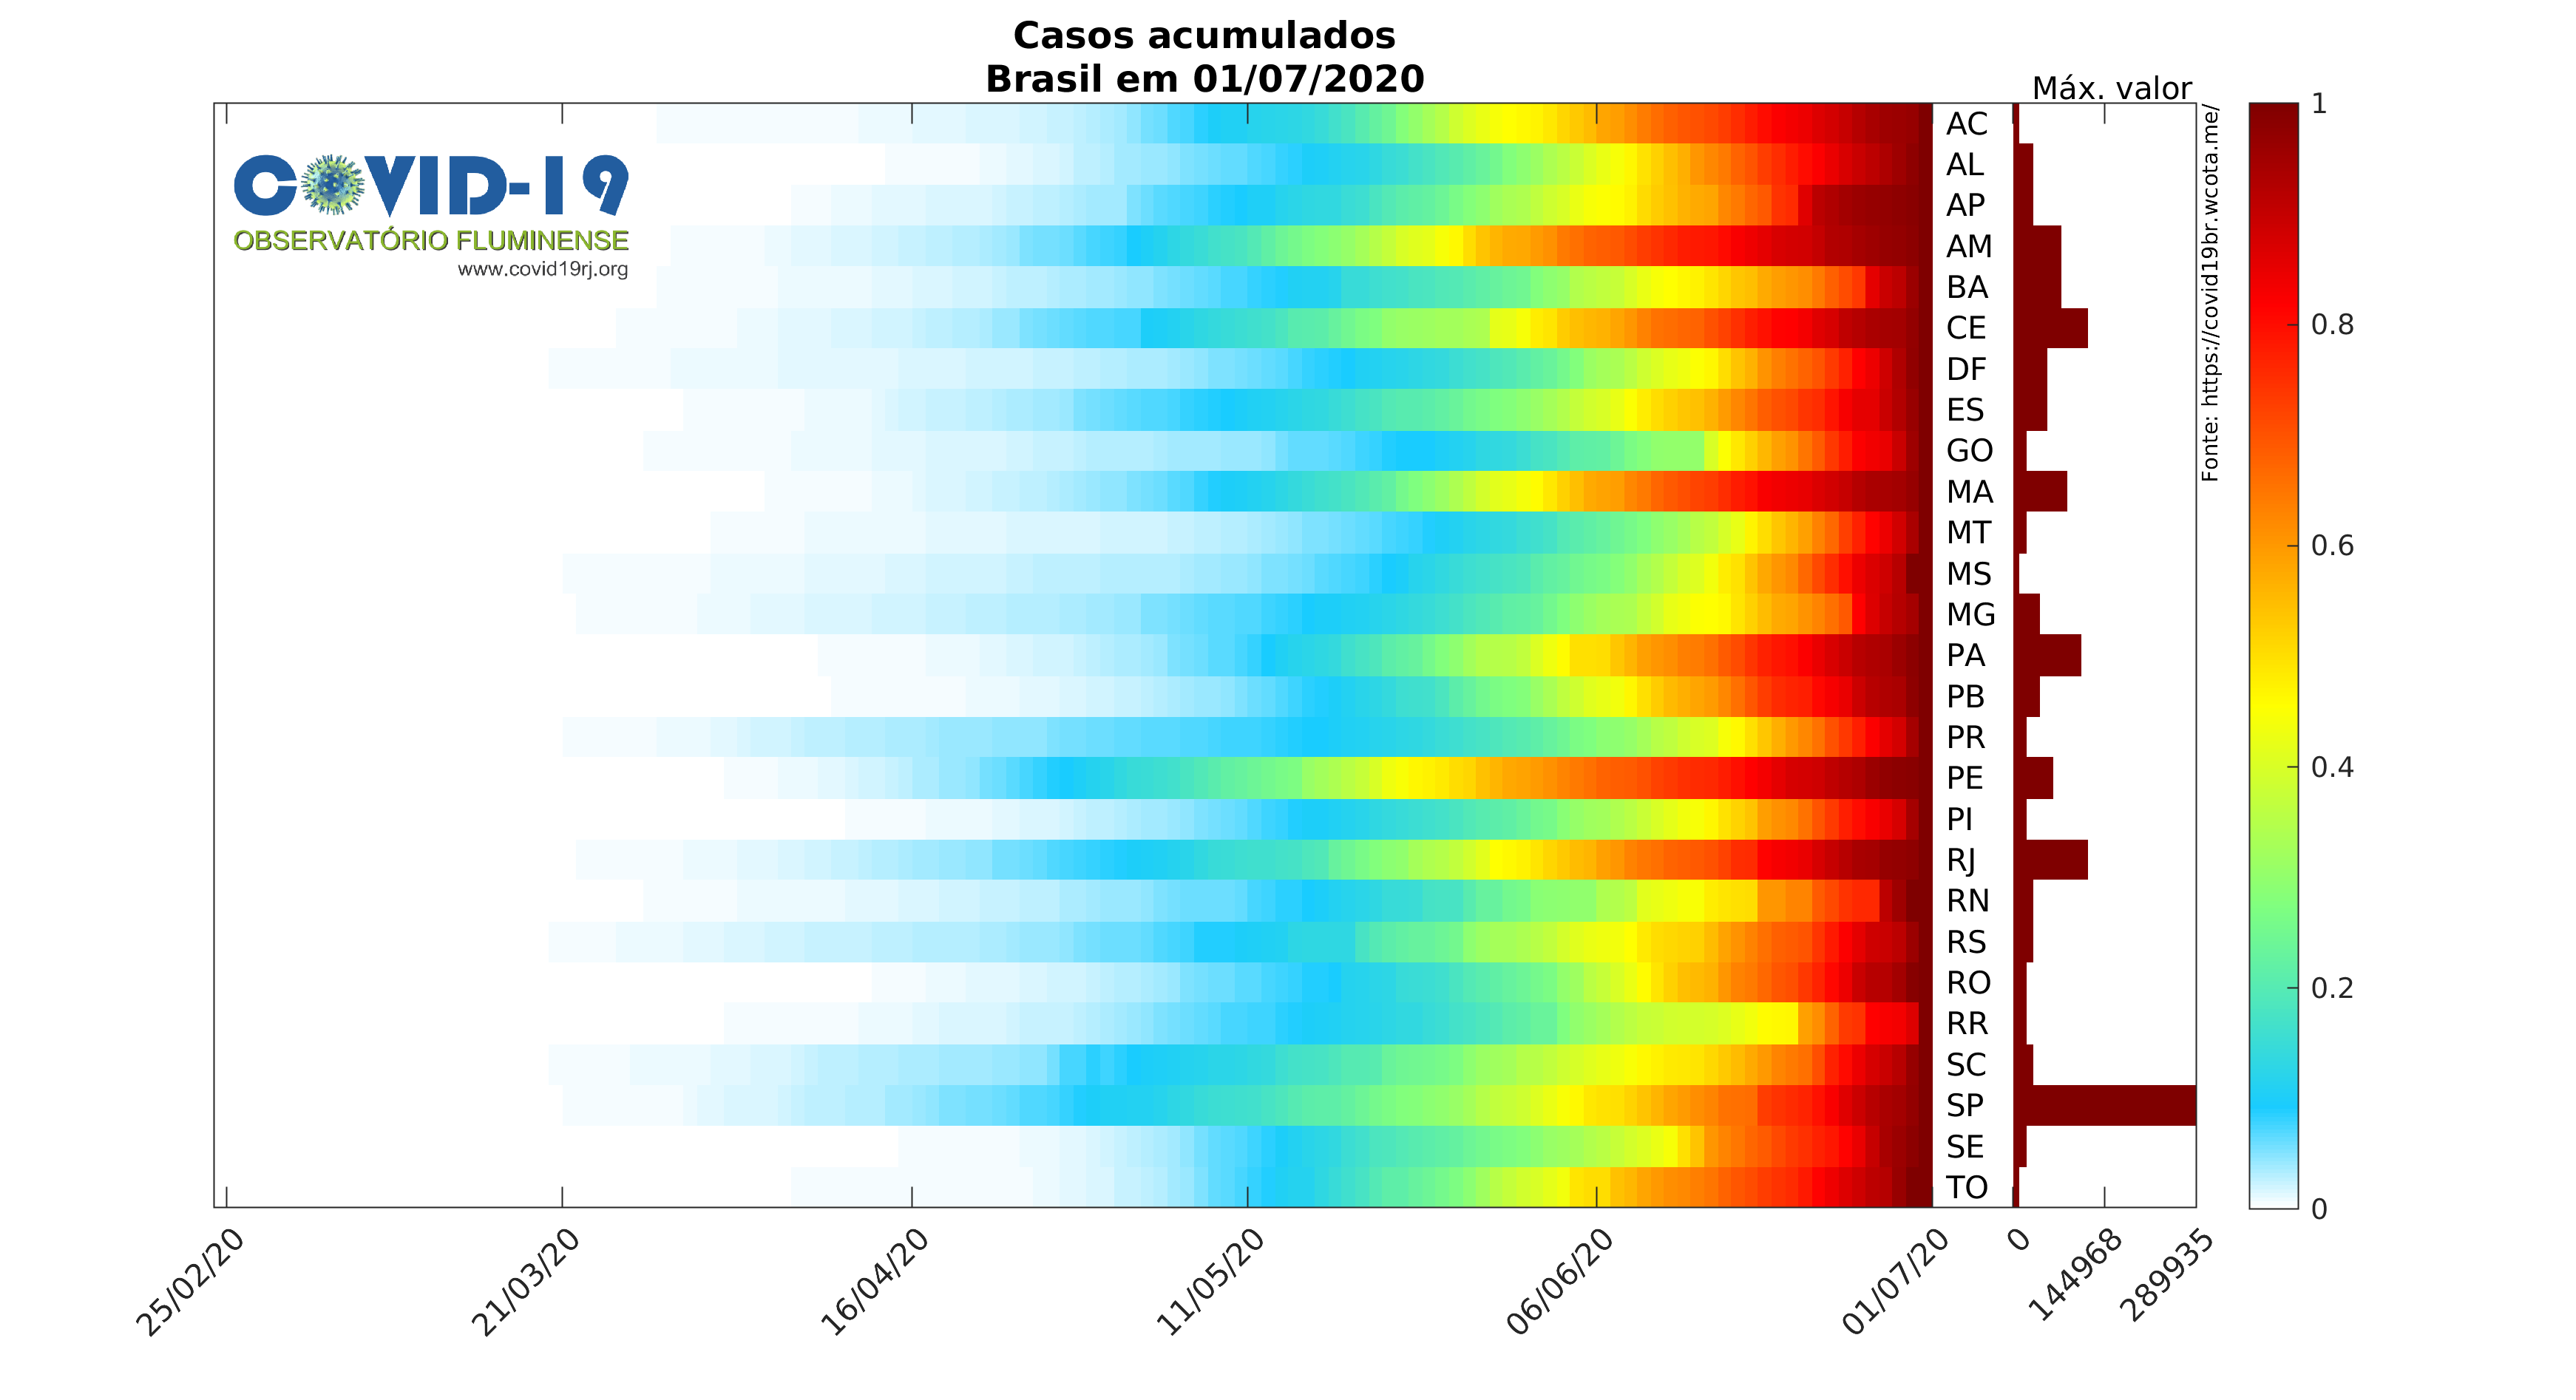 Casos acumulados
Brasil em 01/07/2020
Máx. valor
COVID-19
OBSERVATÓRIO FLUMINENSE
www.covid19rj.org
AC
AL
AP
AM
BA
CE
DF
ES
GO
MA
MT
MS
MG
PA
PB
PR
PE
PI
RJ
RN
RS
RO
RR
SC
SP
SE
TO
Fonte: https://covid19br.wcota.me/
1
0.8
0.6
0.4
0.2
0
25/02/20
21/03/20
16/04/20
11/05/20
06/06/20
01/07/20
0
144968
289935